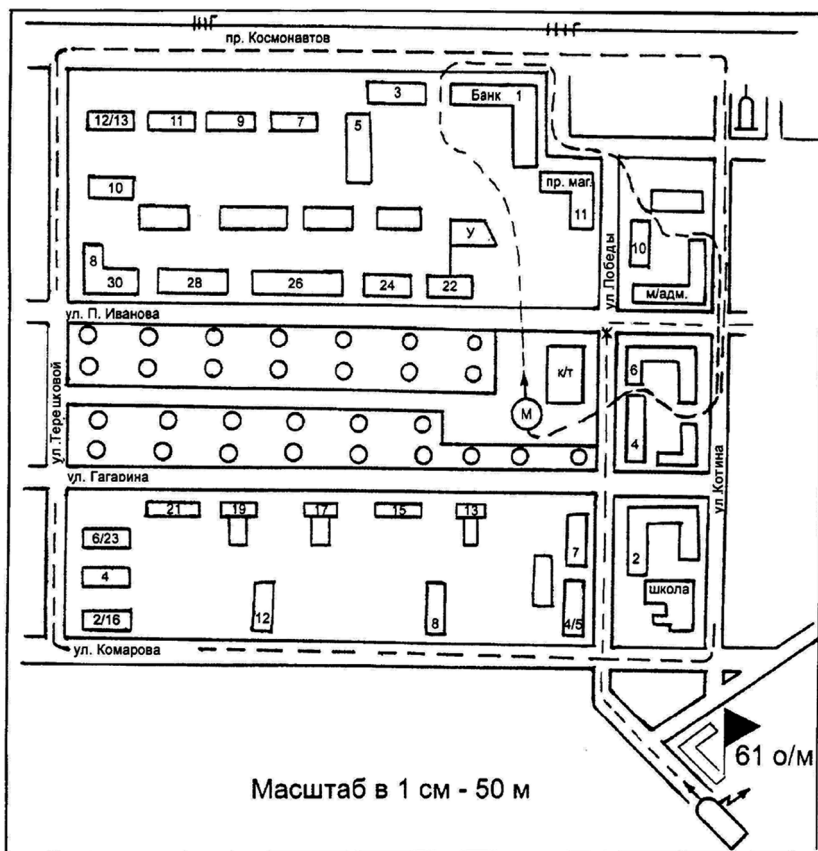 пр. Космонавтов
3
Банк 1
12/13
11
9
7
5
пр. маг.
11
10
ул. Победы
У
10
8
30
28
26
24
22
м/адм.
ул. П. Иванова
6
к/т
М
4
ул. Терешковой
ул. Котина
ул. Гагарина
21
19
17
15
13
6/23
7
2
4
школа
2/16
12
8
4/5
ул. Комарова
61 о/м
Масштаб в 1 см - 50 м